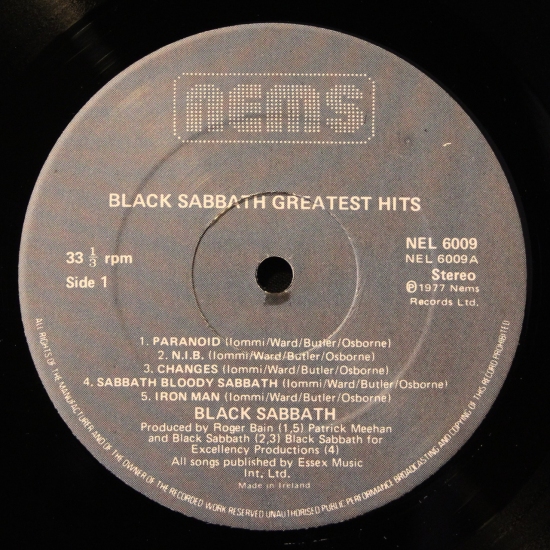 nems
BLACK SABBATH GREATEST HITS
33 1/3 rpm
Side 1
NEL 6009
NEL 6009A
Stereo
℗1977 Nems
Records Ltd.
1. PARANOID (Iommi/Ward/Butler/Osborne)
2. N.I.B. (Iommi/Ward/Butler/Osborne)
3. CHANGES (Iommi/Ward/Butler/Osborne)
4. SABBATH BLOODY SABBATH (Iommi/Ward/Butler/Osborne)
5. IRON MAN (Iommi/Ward/Butler/Osborne)
BLACK SABBATH
Produced by Roger Bain (1,5) Patrick Meehan
and Black Sabbath (2,3) Black Sabbath for
Excellency Productions (4)
All songs published by Essex Music
Int, Ltd.
Made in Ireland
ALL RIGHTS OF THE MANUFACTURER AND OF THE OWNER OF THE RECORDED WORK RESERVED UNAUTHORISED PUBLIC PERFORMANCE BROADCASTING AND COPYING OF THIS RECORD PROHIBITED